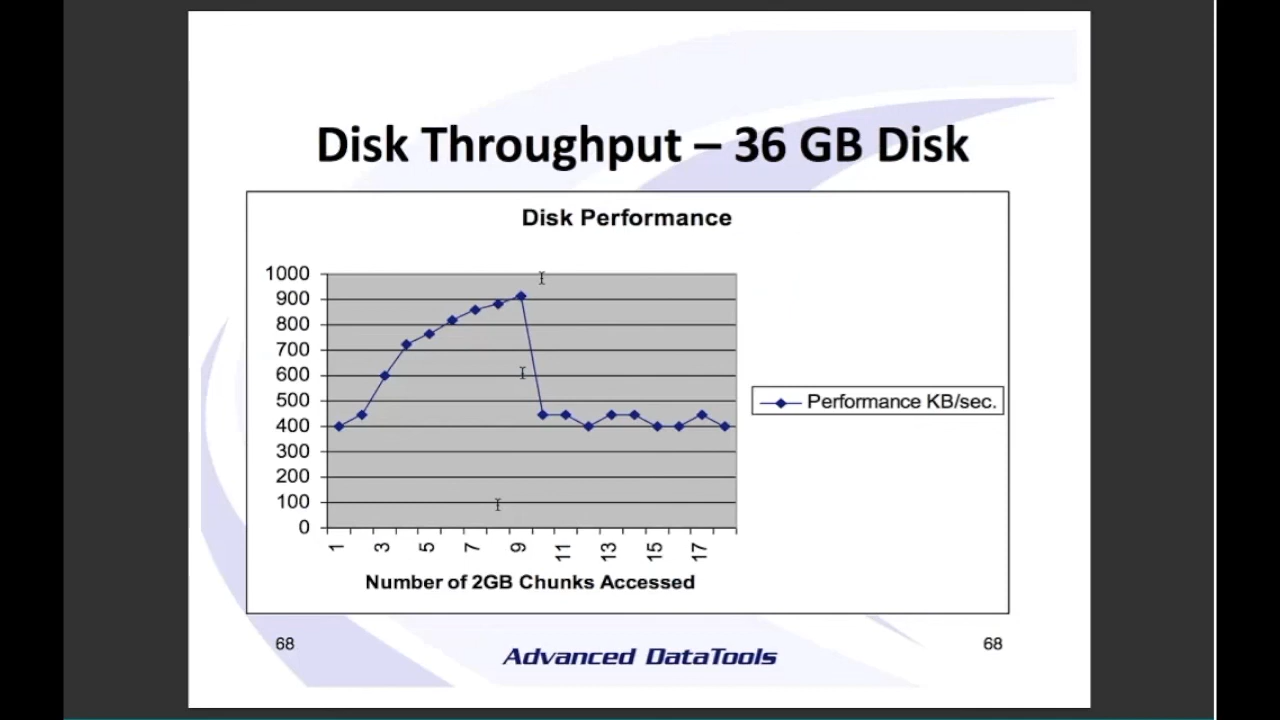 Disk Throughput – 36 GB Disk
Disk Performance
1000
900
800
700
600
500
400
300
200
100
0
1 3 5 7 9 11 13 15 17
Number of 2GB Chunks Accessed
Performance KB/sec.
68
Advanced DataTools
68